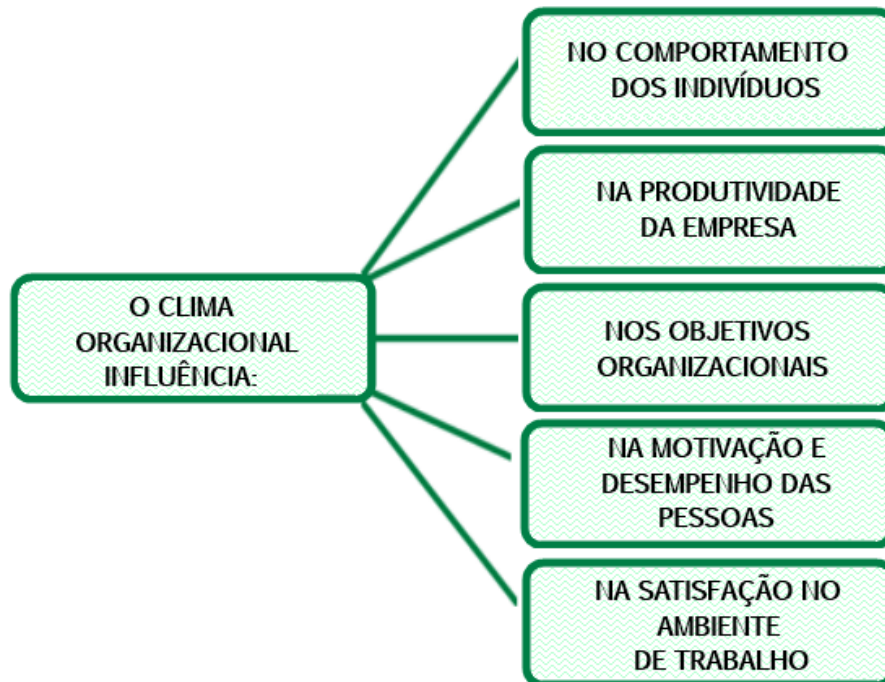 O CLIMA
ORGANIZACIONAL
INFLUÊNCIA:
NO COMPORTAMENTO
DOS INDIVÍDUOS
NA PRODUTIVIDADE
DA EMPRESA
NOS OBJETIVOS
ORGANIZACIONAIS
NA MOTIVAÇÃO E
DESEMPENHO DAS
PESSOAS
NA SATISFAÇÃO NO
AMBIENTE
DE TRABALHO